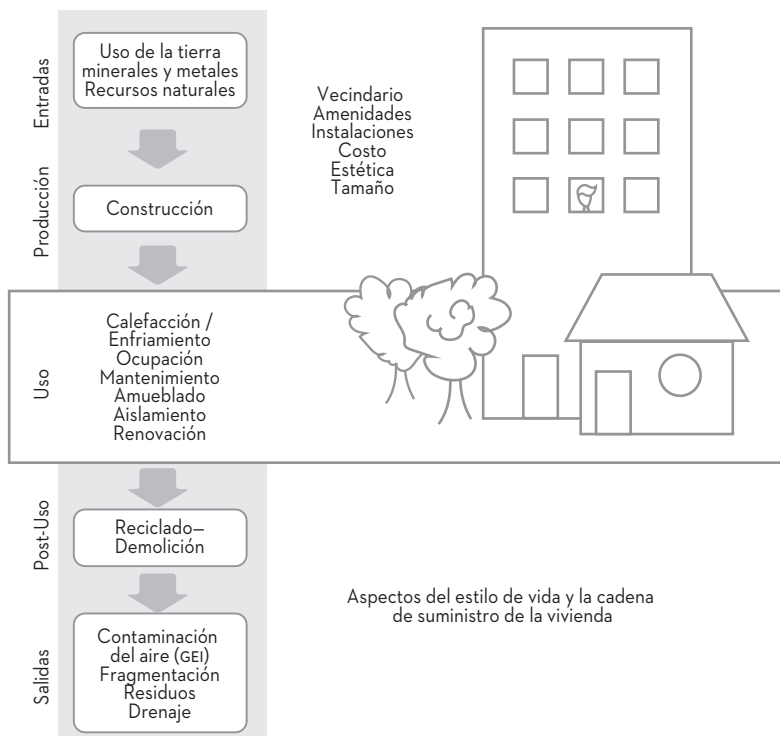 Entradas
Uso de la tierra
minerales y metales
Recursos naturales
Vecindario
Amenidades
Instalaciones
Costo
Estética
Tamaño
Producción
Construcción
Uso
Calefacción /
Enfriamiento
Ocupación
Mantenimiento
Amueblado
Aislamiento
Renovación
Post-Uso
Reciclado—
Demolición
Aspectos del estilo de vida y la cadena
de suministro de la vivienda
Salidas
Contaminación
del aire (GEI)
Fragmentación
Residuos
Drenaje